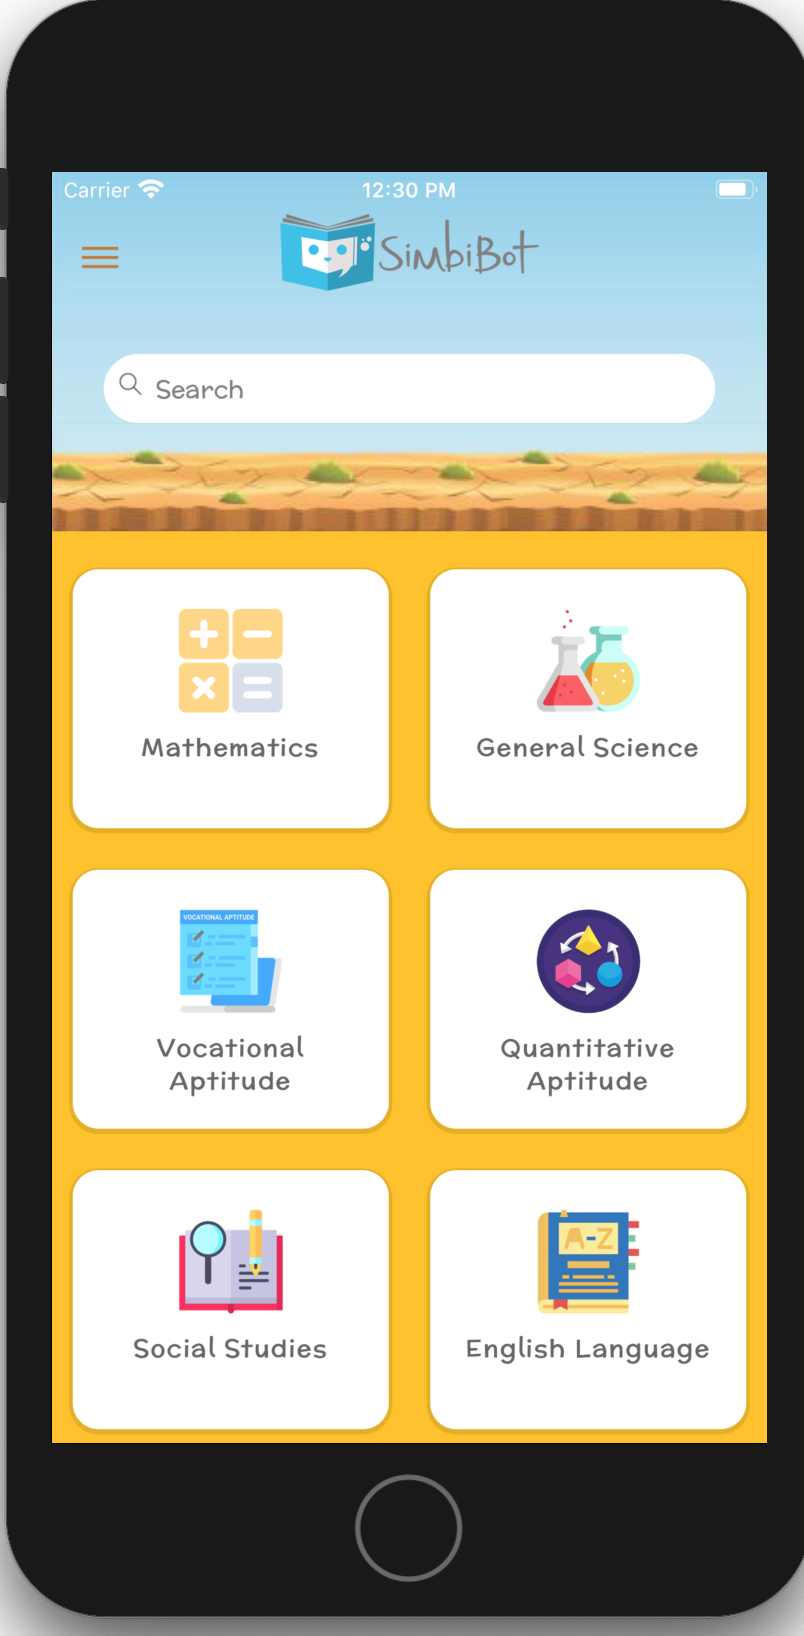 Carrier 12:30 PM
SimbiBot
Search
Mathematics
General Science
VOCATIONAL APTITUDE
Vocational
Aptitude
Quantitative
Aptitude
Social Studies
A-Z
English Language